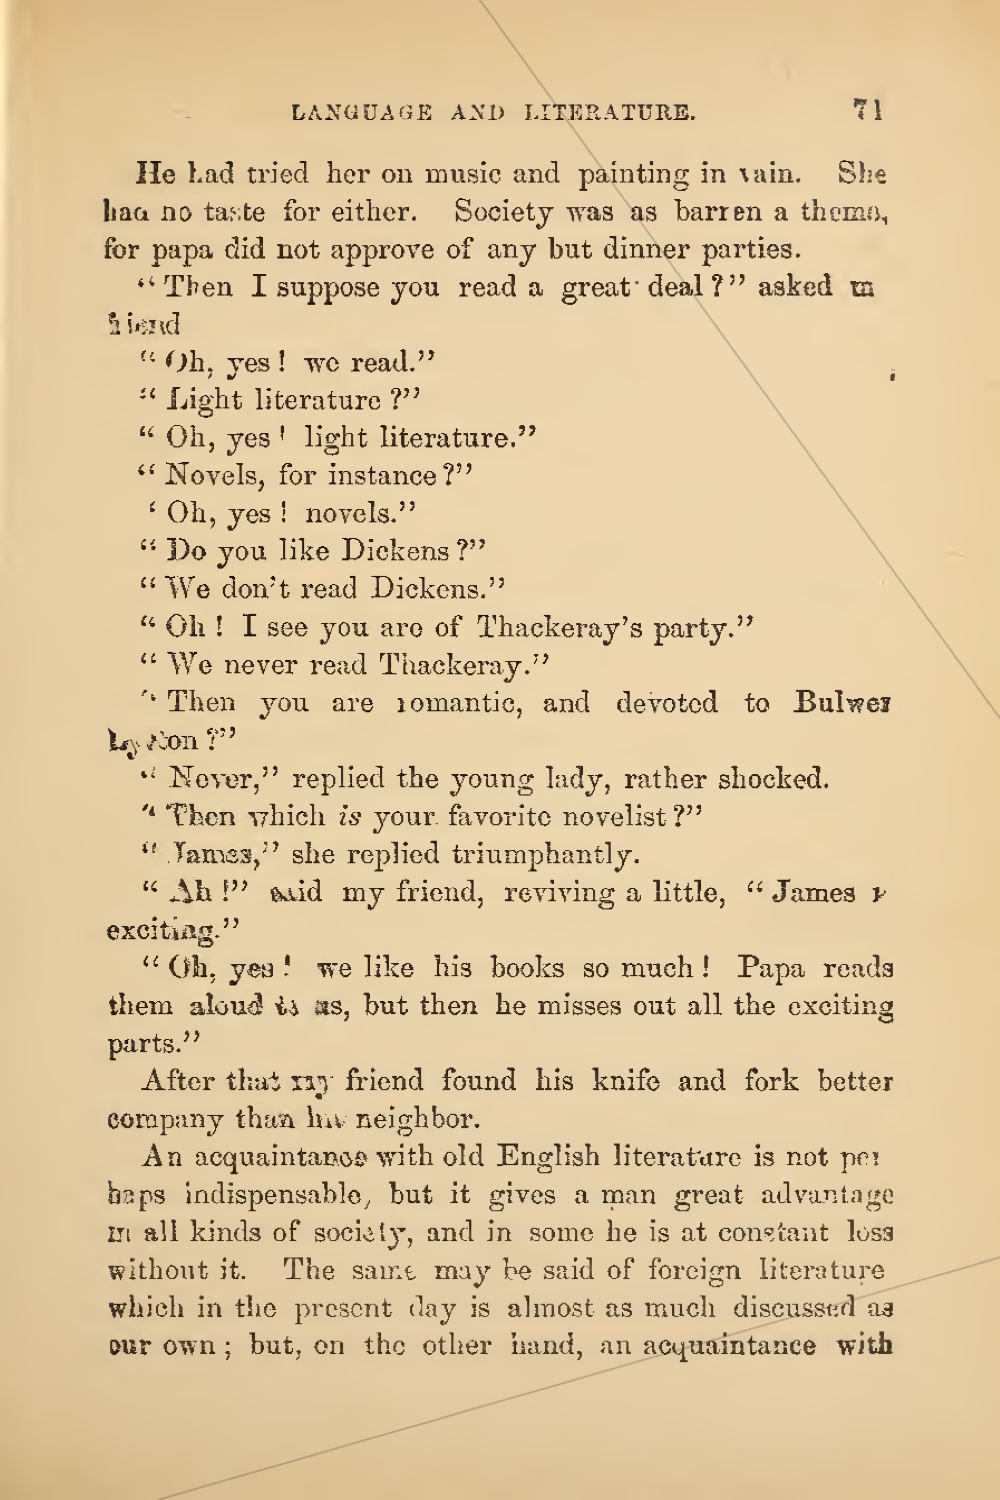 LANGUAGE AND LITERATURE. 71
He had tried her on music and painting in vain. She
had no taste for either. Society was as barren a theme,
for papa did not approve of any but dinner parties.
“Then I suppose you read a great deal?” asked my
friend
“Oh, yes! we read.”
“Light literature?”
“Oh, yes! light literature.”
“Novels, for instance?”
‘Oh, yes! novels.”
“Do you like Dickens?”
“We don’t read Dickens.”
“Oh! I see you are of Thackeray’s party.”
“We never read Thackeray.”
“Then you are romantic, and devoted to Bulwer
Lytton?”
“Never,” replied the young lady, rather shocked.
“Then which is your favorite novelist?”
“James,” she replied triumphantly.
“Ah!” said my friend, reviving a little, “James
exciting.”
“Oh, yes! we like his books so much! Papa reads
them aloud to us, but then he misses out all the exciting
parts.”
After that my friend found his knife and fork better
company than his neighbor.
An acquaintance with old English literature is not per
haps indispensable, but it gives a man great advantage
in all kinds of society, and in some he is at constant loss
without it. The same may be said of foreign literature
which in the present day is almost as much discussed as
our own; but, on the other hand, an acquaintance with